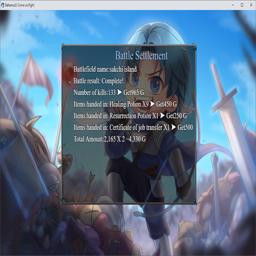 Battle Settlement
Battlefield name:sakchi island
Battle result: Complete!
Number of kills:133 ➤ Get965 G
Items handed in: Healing Potion X9 ➤ Get450 G
Items handed in: Resurrection Potion X1 ➤ Get250 G
Items handed in: Certificate of job transfer X1 ➤ Get500
Total Amount:2,165 X 2 =4,330 G